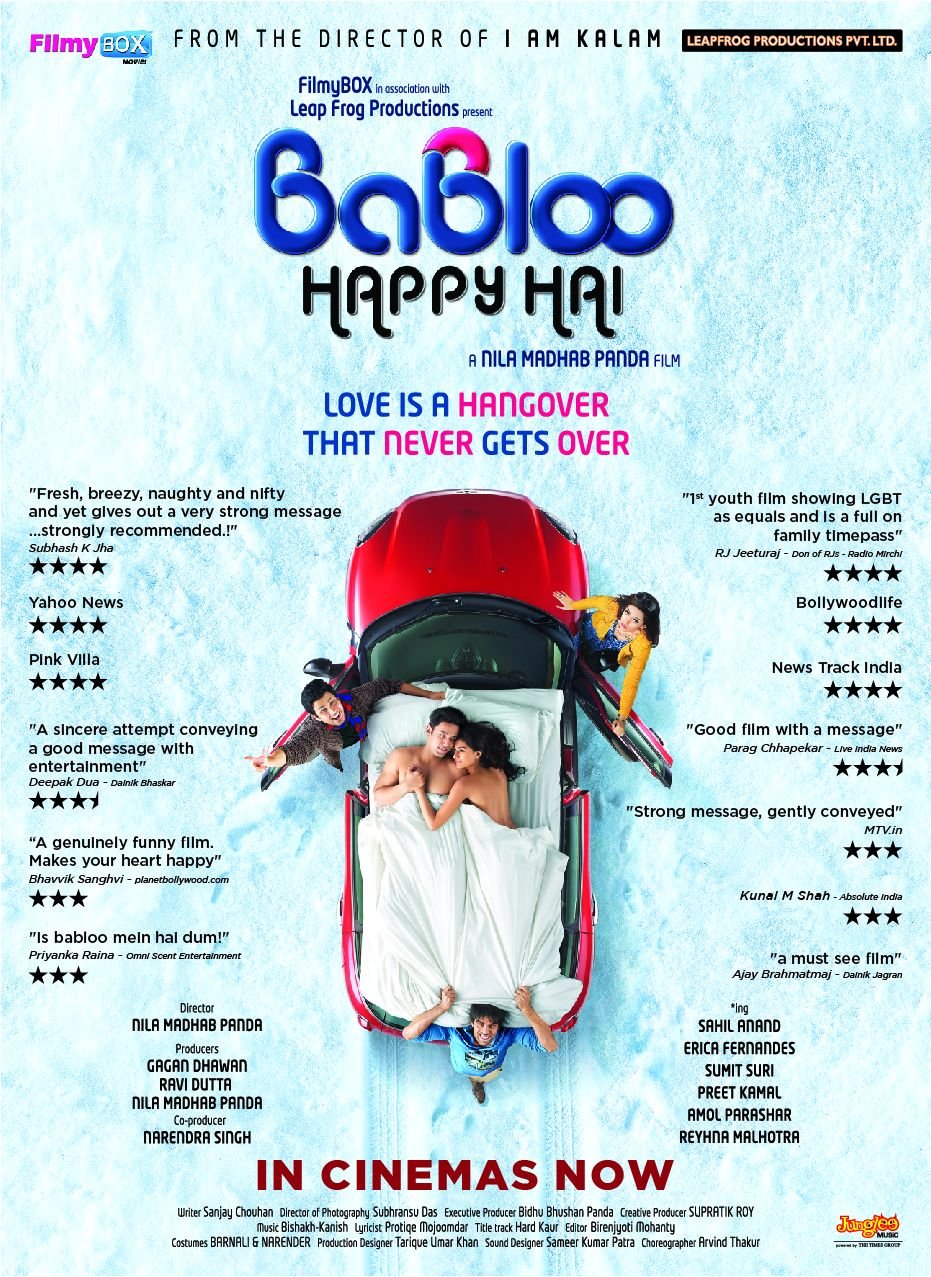 FilmyBOX
MOVIES
FROM THE DIRECTOR OF I AM KALAM
LEAPFROG PRODUCTIONS PVT. LTD.
FilmyBOX in association with
Leap Frog Productions present
Babloo
HAPPY HAI
A NILA MADHAB PANDA FILM
LOVE IS A HANGOVER
THAT NEVER GETS OVER
"Fresh, breezy, naughty and nifty
and yet gives out a very strong message
...strongly recommended.!"
Subhash K Jha
★★★★
Yahoo News
★★★★
Pink Villa
★★★★
"A sincere attempt conveying
a good message with
entertainment"
Deepak Dua - Dainik Bhaskar
“A genuinely funny film.
Makes your heart happy"
Bhavvik Sanghvi - planetbollywood.com
★★★
"Is babloo mein hai dum!"
Priyanka Raina - Omni Scent Entertainment
★★★
"1st youth film showing LGBT
as equals and is a full on
family timepass"
RJ Jeeturaj - Don of RJs - Radio Mirchi
★★★★
Bollywoodlife
★★★★
News Track India
★★★★
"Good film with a message"
Parag Chhapekar - Live India News
"Strong message, gently conveyed"
MTV.in
★★★
Kunal M Shah - Absolute India
★★★
"a must see film"
Ajay Brahmatmaj - Dainik Jagran
Director
NILA MADHAB PANDA
Producers
GAGAN DHAWAN
RAVI DUTTA
NILA MADHAB PANDA
Co-producer
NARENDRA SINGH
*ing
SAHIL ANAND
ERICA FERNANDES
SUMIT SURI
PREET KAMAL
AMOL PARASHAR
REYHNA MALHOTRA
IN CINEMAS NOW
Writer Sanjay Chouhan Director of Photography Subhransu Das Executive Producer Bidhu Bhushan Panda Creative Producer SUPRATIK ROY
Music Bishakh-Kanish Lyricist Protiqe Mojoomdar Title track Hard Kaur Editor Birenjyoti Mohanty
Costumes BARNALI & NARENDER Production Designer Tarique Umar Khan Sound Designer Sameer Kumar Patra Choreographer Arvind Thakur
Junglee
MUSIC
powered by THE TIMES GROUP